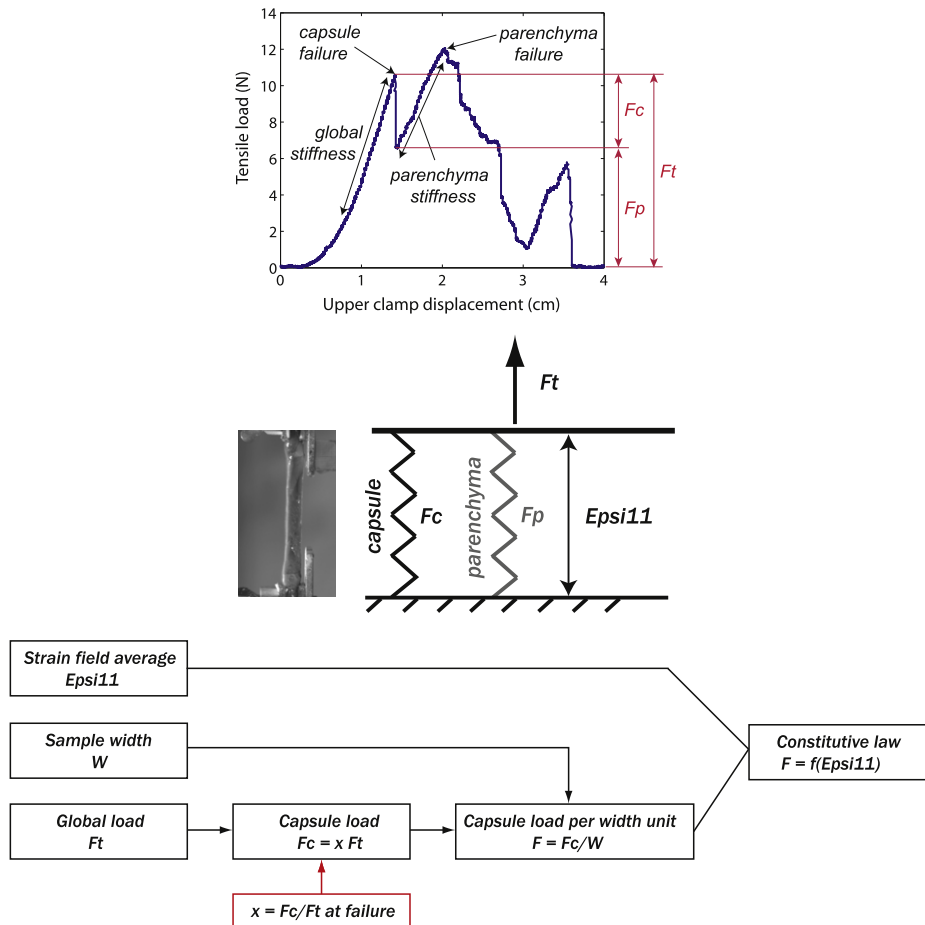 14
12
10
8
6
4
2
0
Tensile load (N)
capsule
failure
parenchyma
failure
global
stiffness
parenchyma
stiffness
Fc
Fp
Ft
0
1
2
3
4
Upper clamp displacement (cm)
Ft
capsule
Fc
parenchyma
Fp
Epsi11
Strain field average
Epsi11
Sample width
W
Global load
Ft
Capsule load
Fc = x Ft
x = Fc/Ft at failure
Capsule load per width unit
F = Fc/W
Constitutive law
F = f(Epsi11)